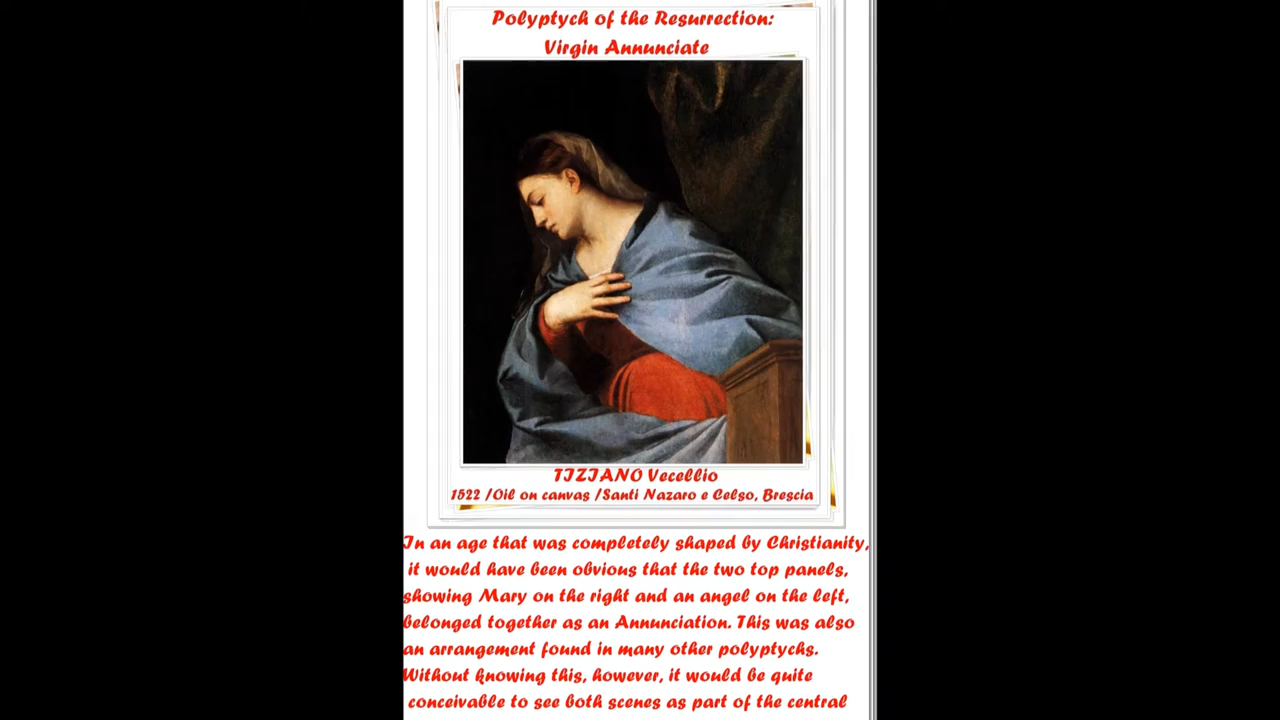 Polyptych of the Resurrection:
Virgin Annunciate
TIZIANO Vecellio
1522 /Oil on canvas /Santi Nazaro e Celso, Brescia
In an age that was completely shaped by Christianity,
it would have been obvious that the two top panels,
showing Mary on the right and an angel on the left,
belonged together as an Annunciation. This was also
an arrangement found in many other polyptychs.
Without knowing this, however, it would be quite
conceivable to see both scenes as part of the central